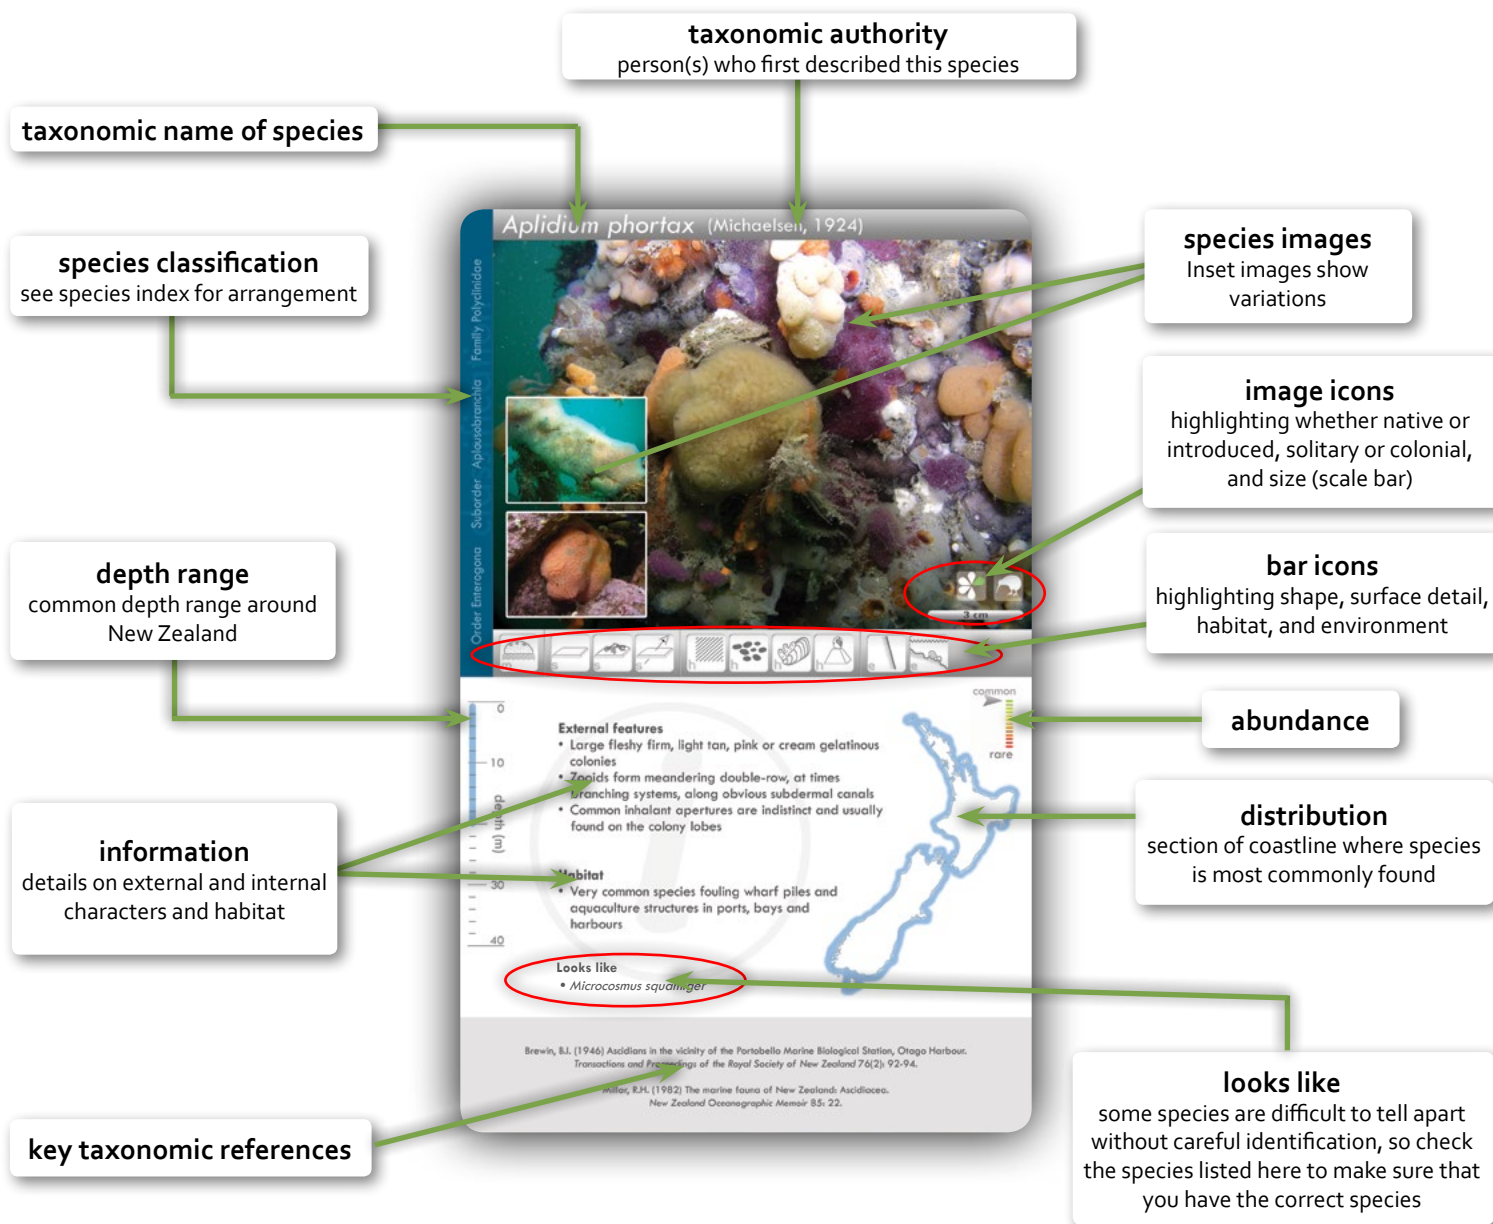 taxonomic authority
person(s) who first described this species
taxonomic name of species
species classification
see species index for arrangement
species images
Inset images show
variations
image icons
highlighting whether native or
introduced, solitary or colonial,
and size (scale bar)
depth range
common depth range around
New Zealand
bar icons
highlighting shape, surface detail,
habitat, and environment
abundance
information
details on external and internal
characters and habitat
distribution
section of coastline where species
is most commonly found
key taxonomic references
looks like
some species are difficult to tell apart
without careful identification, so check
the species listed here to make sure that
you have the correct species
Aplidium phortax (Michaelsen, 1924)
Order Enterogona Suborder Aplousobranchia Family Polyclinidae
3 cm
m s s s h h h h e e
common
rare
0
10
depth (m)
30
40
External features
• Large fleshy firm, light tan, pink or cream gelatinous
colonies
• Zooids form meandering double-row, at times
branching systems, along obvious subdermal canals
• Common inhalant apertures are indistinct and usually
found on the colony lobes
Habitat
• Very common species fouling wharf piles and
aquaculture structures in ports, bays and
harbours
Looks like
• Microcosmus squamiger
Brewin, B.I. (1946) Ascidians in the vicinity of the Portobello Marine Biological Station, Otago Harbour.
Transactions and Proceedings of the Royal Society of New Zealand 76(2): 92-94.
Millar, R.H. (1982) The marine fauna of New Zealand: Ascidiacea.
New Zealand Oceanographic Memoir 85: 22.